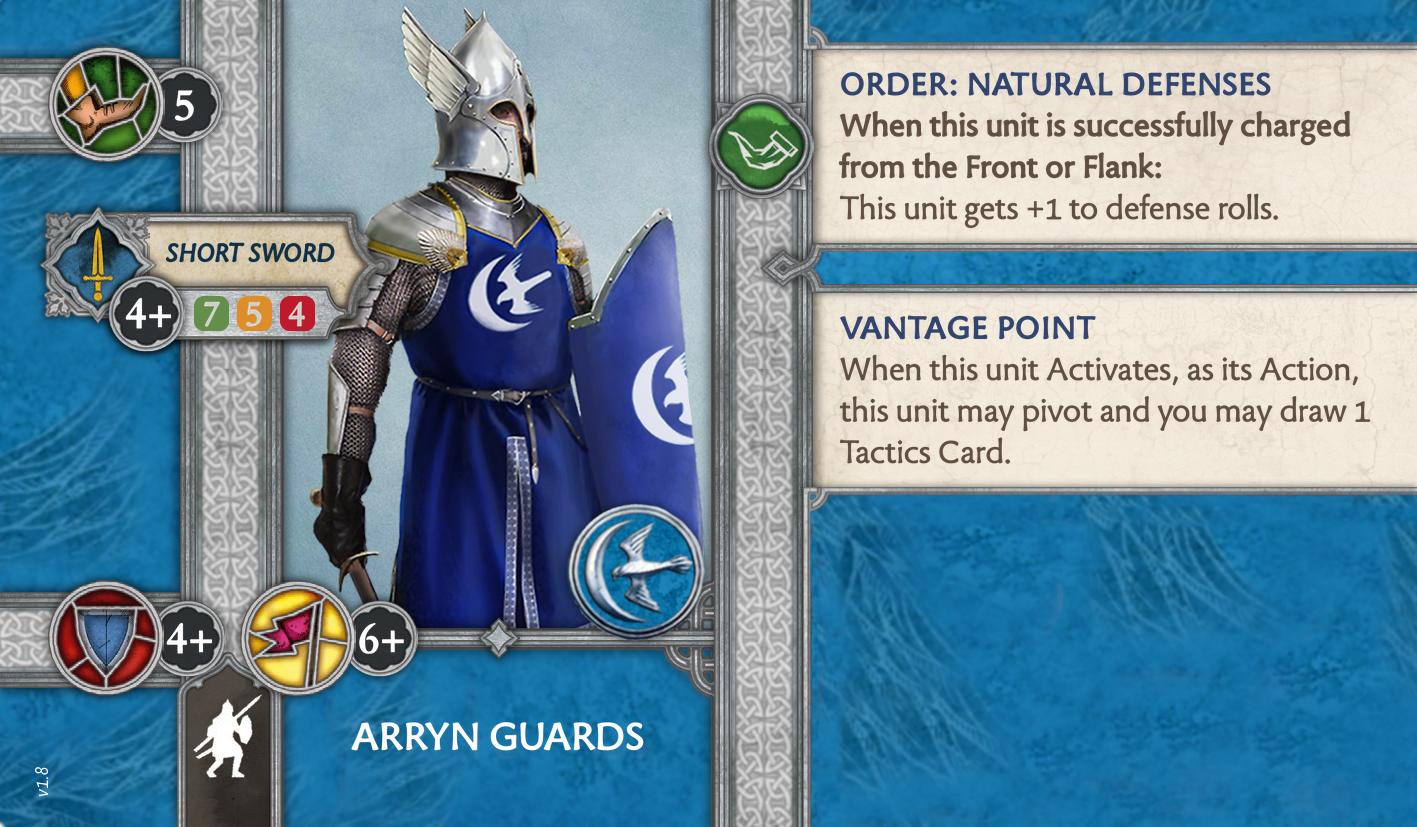 5
SHORT SWORD
4+ 7 5 4
4+ 6+
ARRYN GUARDS
v1.8
ORDER: NATURAL DEFENSES
When this unit is successfully charged
from the Front or Flank:
This unit gets +1 to defense rolls.
VANTAGE POINT
When this unit Activates, as its Action,
this unit may pivot and you may draw 1
Tactics Card.